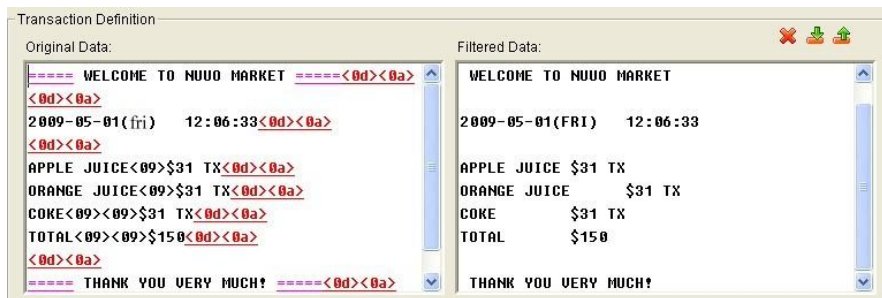 Transaction Definition
Original Data:
===== WELCOME TO NUUO MARKET =====<0d><0a>
<0d><0a>
2009-05-01(fri) 12:06:33<0d><0a>
<0d><0a>
APPLE JUICE<09>$31 TX<0d><0a>
ORANGE JUICE<09>$31 TX<0d><0a>
COKE<09><09>$31 TX<0d><0a>
TOTAL<09><09>$150<0d><0a>
<0d><0a>
===== THANK YOU VERY MUCH! =====<0d><0a>
Filtered Data:
WELCOME TO NUUO MARKET
2009-05-01(FRI) 12:06:33
APPLE JUICE $31 TX
ORANGE JUICE $31 TX
COKE $31 TX
TOTAL $150
THANK YOU VERY MUCH!